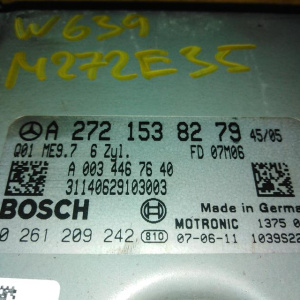 W639
M272E35
A 272 153 82 79 45/05
Q01 ME9.7 6 Zyl. FD 07M06
A 003 446 76 40
31140629103003
BOSCH
Made in Germa
MOTRONIC 1375
0 261 209 242 810 07-06-11 1039S22